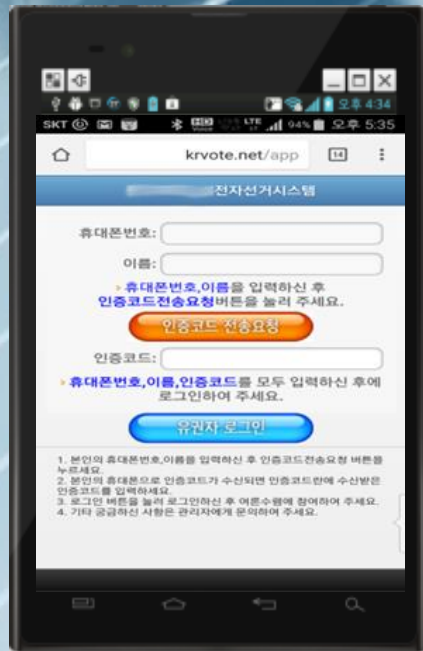 오후 4:34
SKT HD Voice LTE 94% 오후 5:35
krvote.net/app 14
전자선거시스템
휴대폰번호:
이름:
휴대폰번호,이름을 입력하신 후
인증코드전송요청버튼을 눌러 주세요.
인증코드 전송요청
인증코드:
휴대폰번호,이름,인증코드를 모두 입력하신 후에
로그인하여 주세요.
유권자 로그인
1. 본인의 휴대폰번호,이름을 입력하신 후 인증코드전송요청 버튼을
누르세요.
2. 본인의 휴대폰으로 인증코드가 수신되면 인증코드란에 수신받은
인증코드를 입력하세요.
3. 로그인 버튼을 눌러 로그인하신 후 여론수렴에 참여하여 주세요.
4. 기타 궁금하신 사항은 관리자에게 문의하여 주세요.